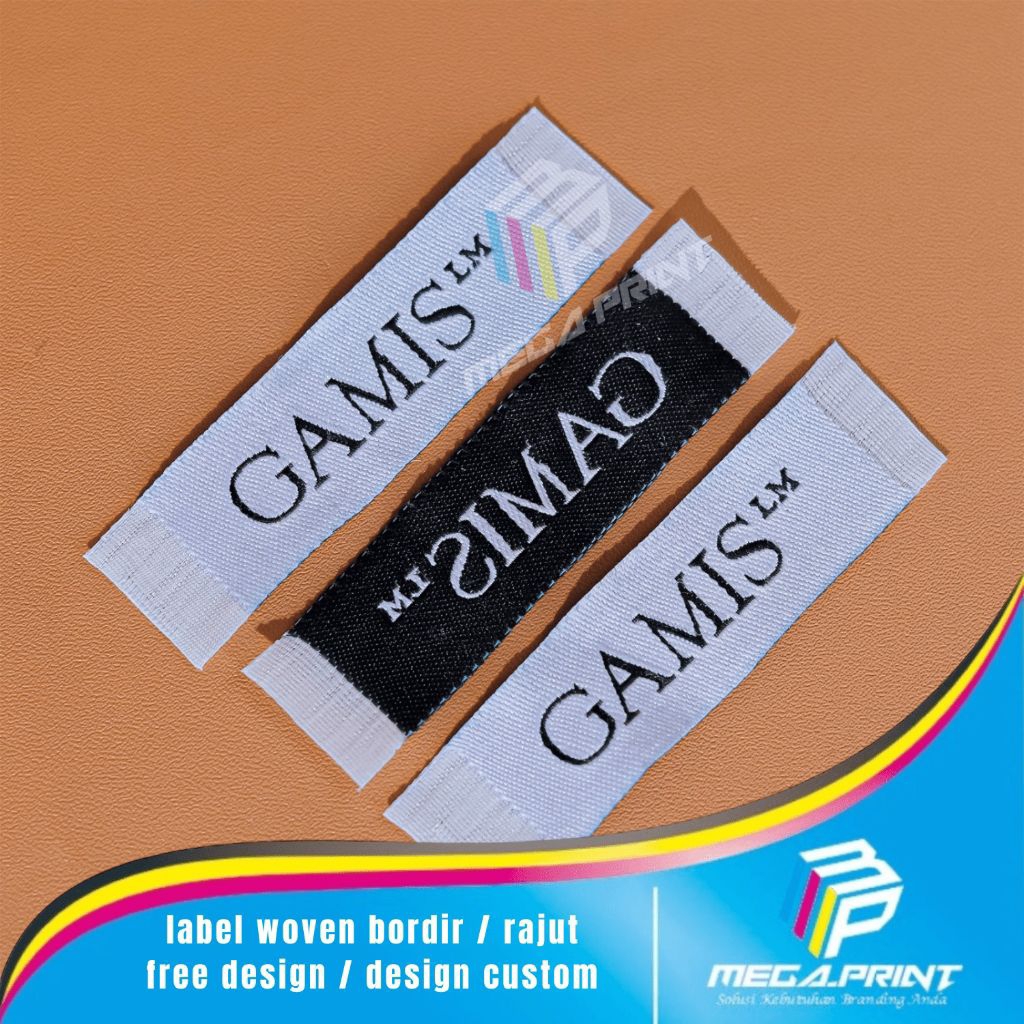 GAMIS LM
MEGA.PRINT
GAMIS LM
GAMIS LM
label woven bordir / rajut
free design / design custom
MP
MEGA.PRINT
Solusi Kebutuhan Branding Anda